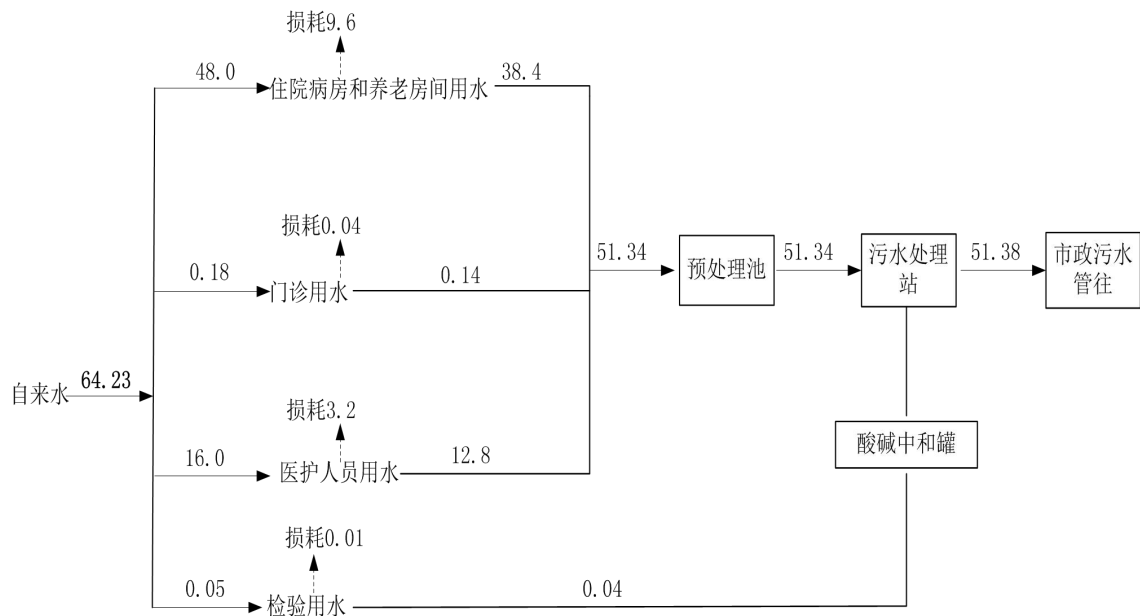 损耗9.6
48.0
住院病房和养老房间用水
38.4
损耗0.04
0.18
门诊用水
0.14
51.34
预处理池
51.34
污水处理
站
51.38
市政污水
管往
自来水
64.23
损耗3.2
16.0
医护人员用水
12.8
酸碱中和罐
损耗0.01
0.05
检验用水
0.04